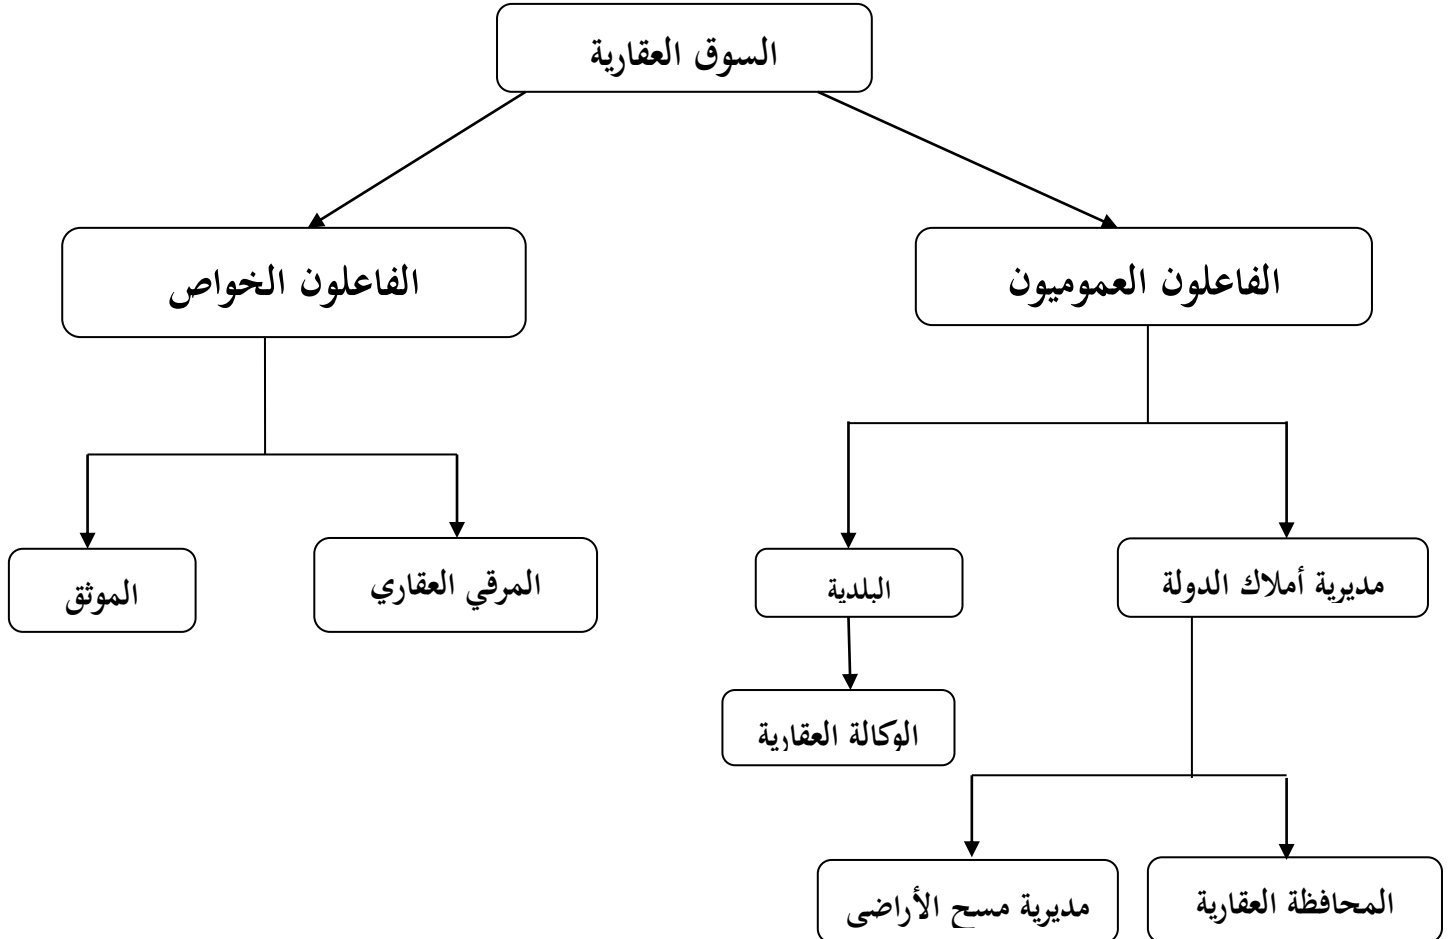 السوق العقارية
الفاعلون العموميون
الفاعلون الخواص
مديرية أملاك الدولة
البلدية
المرقي العقاري
الموثق
الوكالة العقارية
المحافظة العقارية
مديرية مسح الأراضي